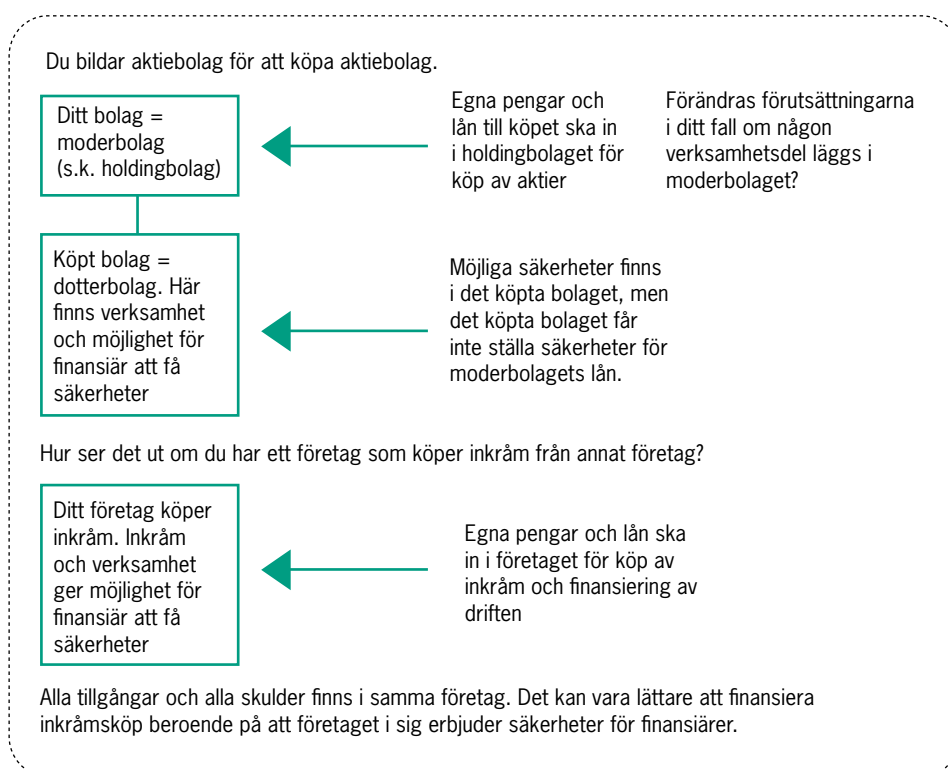 Du bildar aktiebolag för att köpa aktiebolag.
Ditt bolag =
moderbolag
(s.k. holdingbolag)
Egna pengar och
lån till köpet ska in
i holdingbolaget för
köp av aktier
Förändras förutsättningarna
i ditt fall om någon
verksamhetsdel läggs i
moderbolaget?
Köpt bolag =
dotterbolag. Här
finns verksamhet
och möjlighet för
finansiär att få
säkerheter
Möjliga säkerheter finns
i det köpta bolaget, men
det köpta bolaget får
inte ställa säkerheter för
moderbolagets lån.
Hur ser det ut om du har ett företag som köper inkråm från annat företag?
Ditt företag köper
inkråm. Inkråm
och verksamhet
ger möjlighet för
finansiär att få
säkerheter
Egna pengar och lån ska
in i företaget för köp av
inkråm och finansiering av
driften
Alla tillgångar och alla skulder finns i samma företag. Det kan vara lättare att finansiera
inkråmsköp beroende på att företaget i sig erbjuder säkerheter för finansiärer.